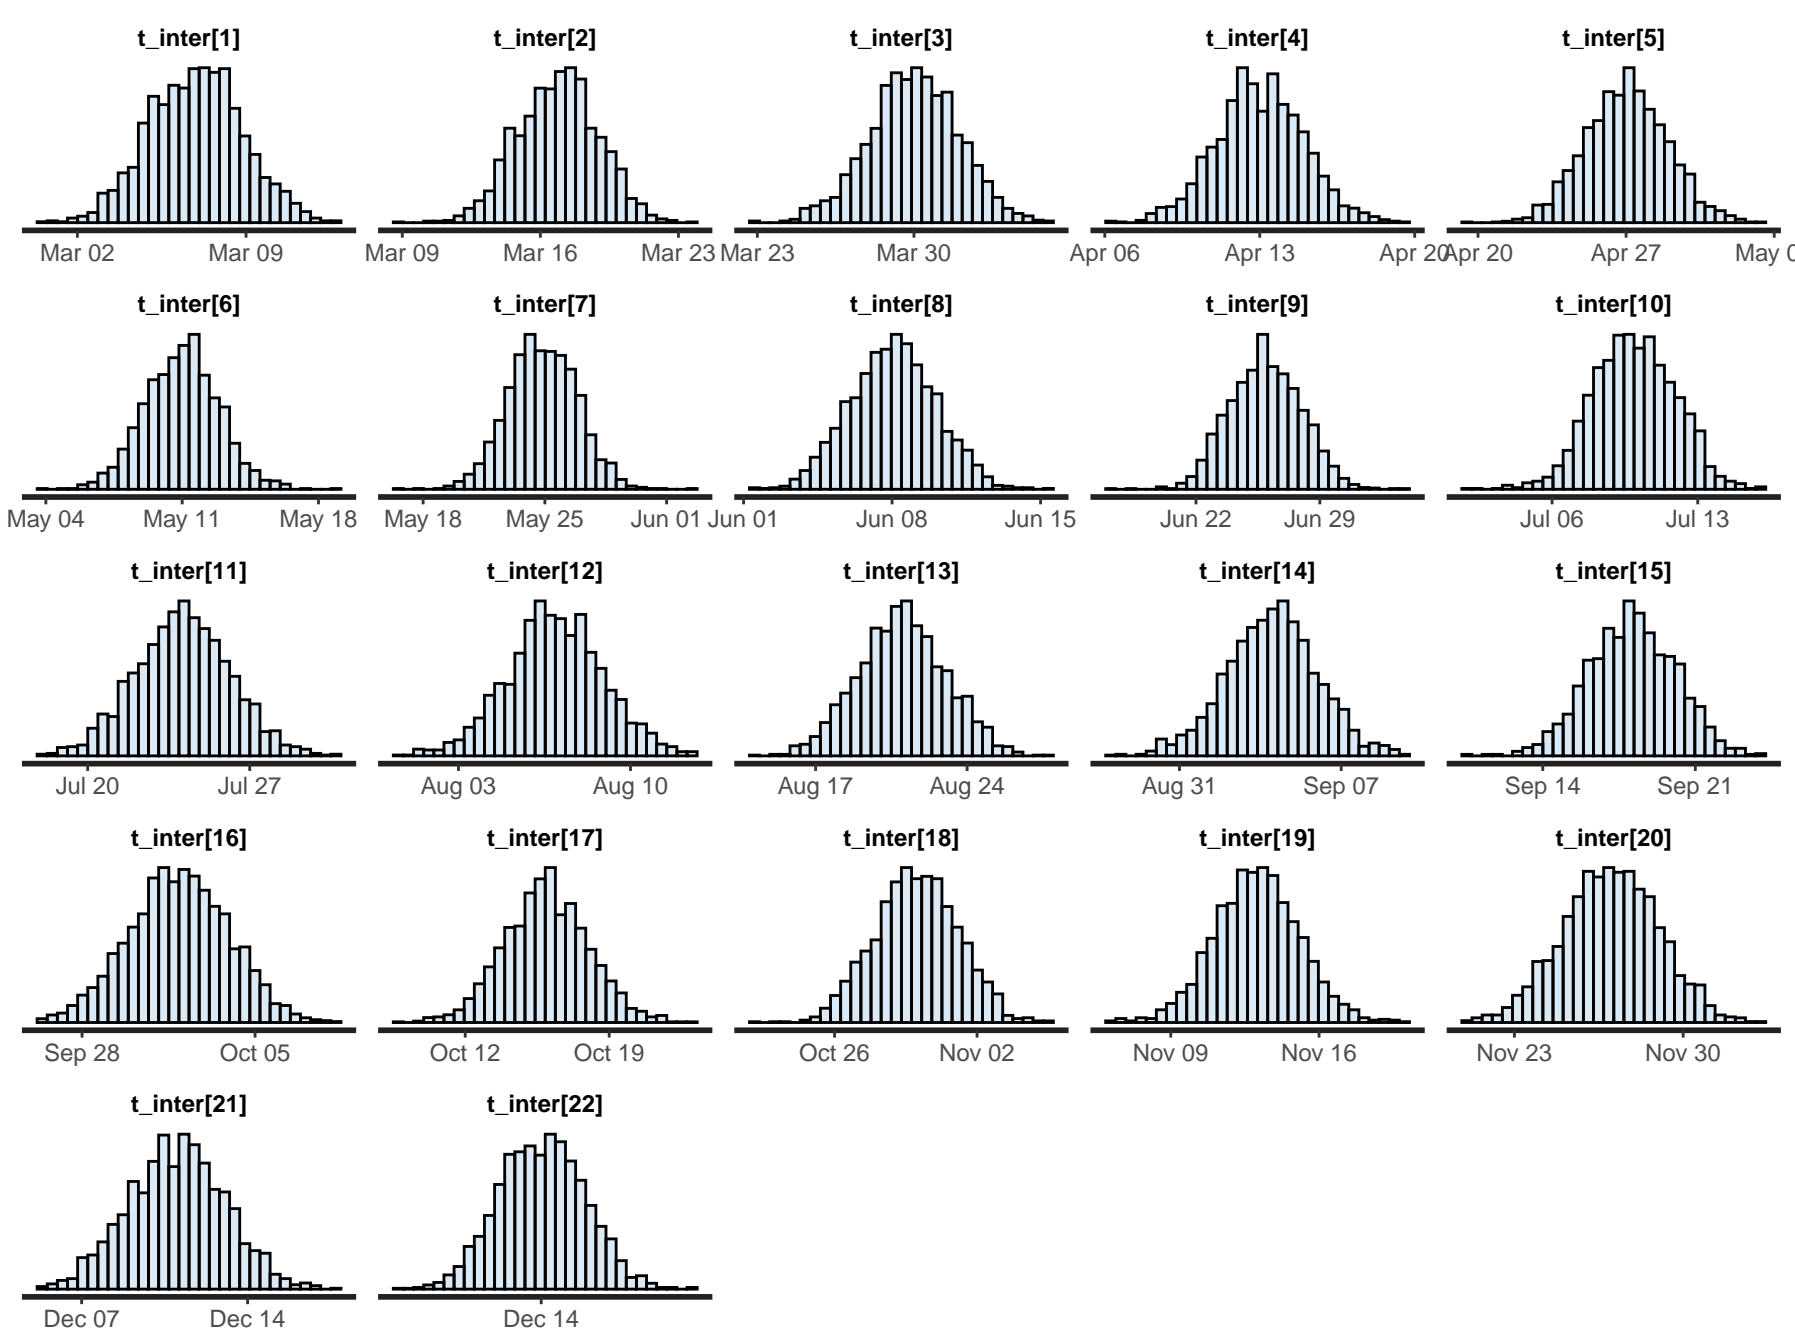 t_inter[1] t_inter[2] t_inter[3] t_inter[4] t_inter[5]
Mar 02 Mar 09 Mar 09 Mar 16 Mar 23 Mar 23 Mar 30 Apr 06 Apr 13 Apr 20 Apr 20 Apr 27 May 0
t_inter[6] t_inter[7] t_inter[8] t_inter[9] t_inter[10]
May 04 May 11 May 18 May 18 May 25 Jun 01 Jun 01 Jun 08 Jun 15 Jun 22 Jun 29 Jul 06 Jul 13
t_inter[11] t_inter[12] t_inter[13] t_inter[14] t_inter[15]
Jul 20 Jul 27 Aug 03 Aug 10 Aug 17 Aug 24 Aug 31 Sep 07 Sep 14 Sep 21
t_inter[16] t_inter[17] t_inter[18] t_inter[19] t_inter[20]
Sep 28 Oct 05 Oct 12 Oct 19 Oct 26 Nov 02 Nov 09 Nov 16 Nov 23 Nov 30
t_inter[21] t_inter[22]
Dec 07 Dec 14 Dec 14